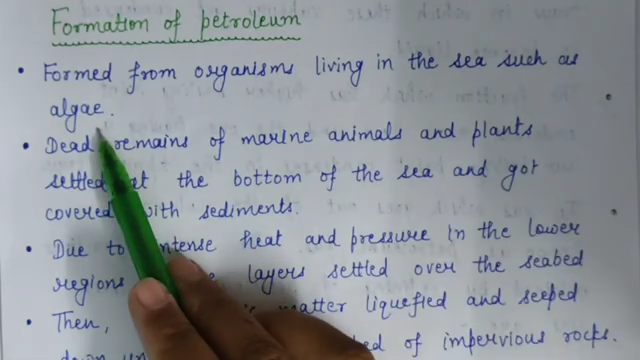 Formation of petroleum
• Formed from organisms living in the sea such as
algae.
• Dead remains of marine animals and plants
settled at the bottom of the sea and got
covered with sediments.
• Due to intense heat and pressure in the lower
regions layers settled over the seabed
• Then, matter liquefied and seeped
down of impervious rocks.